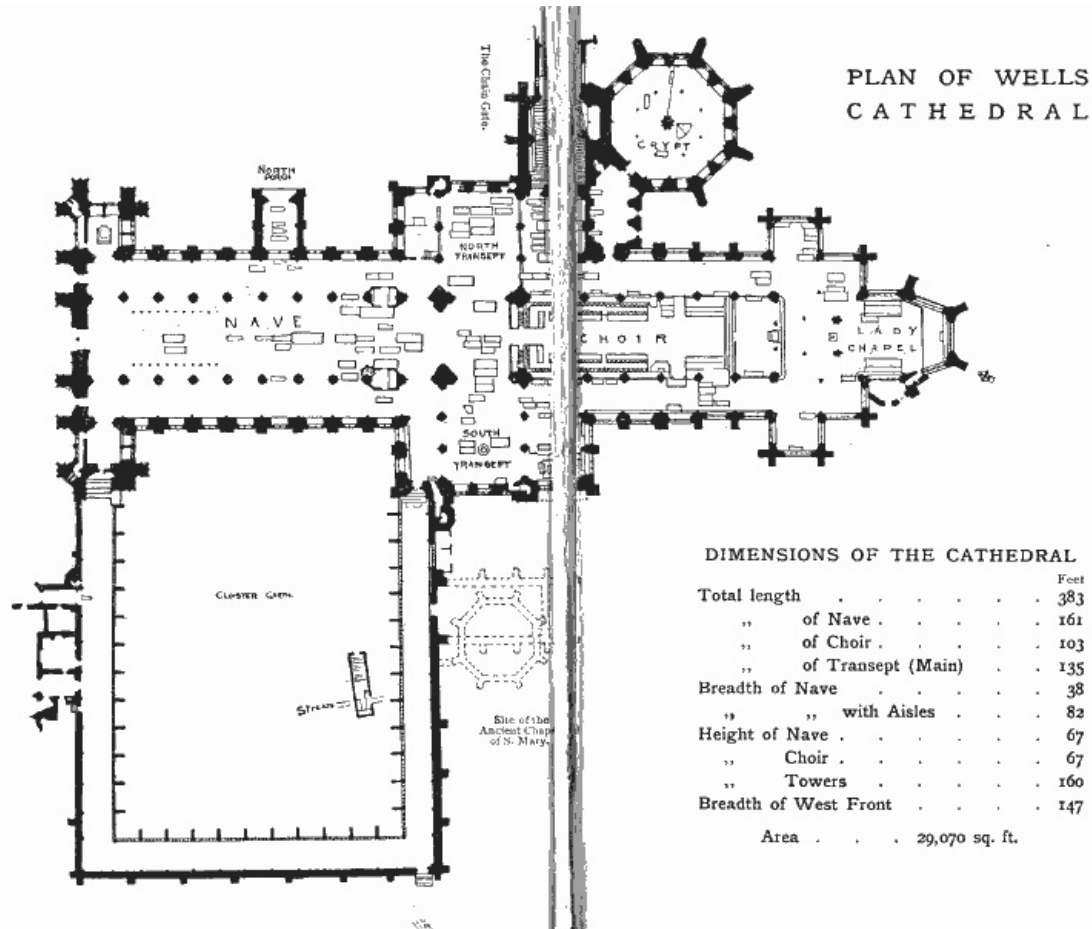 PLAN OF WELLS
CATHEDRAL
The Chain Gate.
CRYPT
NORTH
PORCH
NORTH
TRANSEPT
NAVE
CHOIR
LADY
CHAPEL
SOUTH
TRANSEPT
CLOISTER GARTH
STREAM
Site of the
Ancient Chap
of S. Mary.
DIMENSIONS OF THE CATHEDRAL
Feet
Total length . . . . . . 383
,, of Nave . . . . . 161
,, of Choir . . . . . 103
,, of Transept (Main) . . 135
Breadth of Nave . . . . . 38
,, ,, with Aisles . . . 82
Height of Nave . . . . . . 67
,, Choir . . . . . . 67
,, Towers . . . . . 160
Breadth of West Front . . . . 147
Area . . . 29,070 sq. ft.